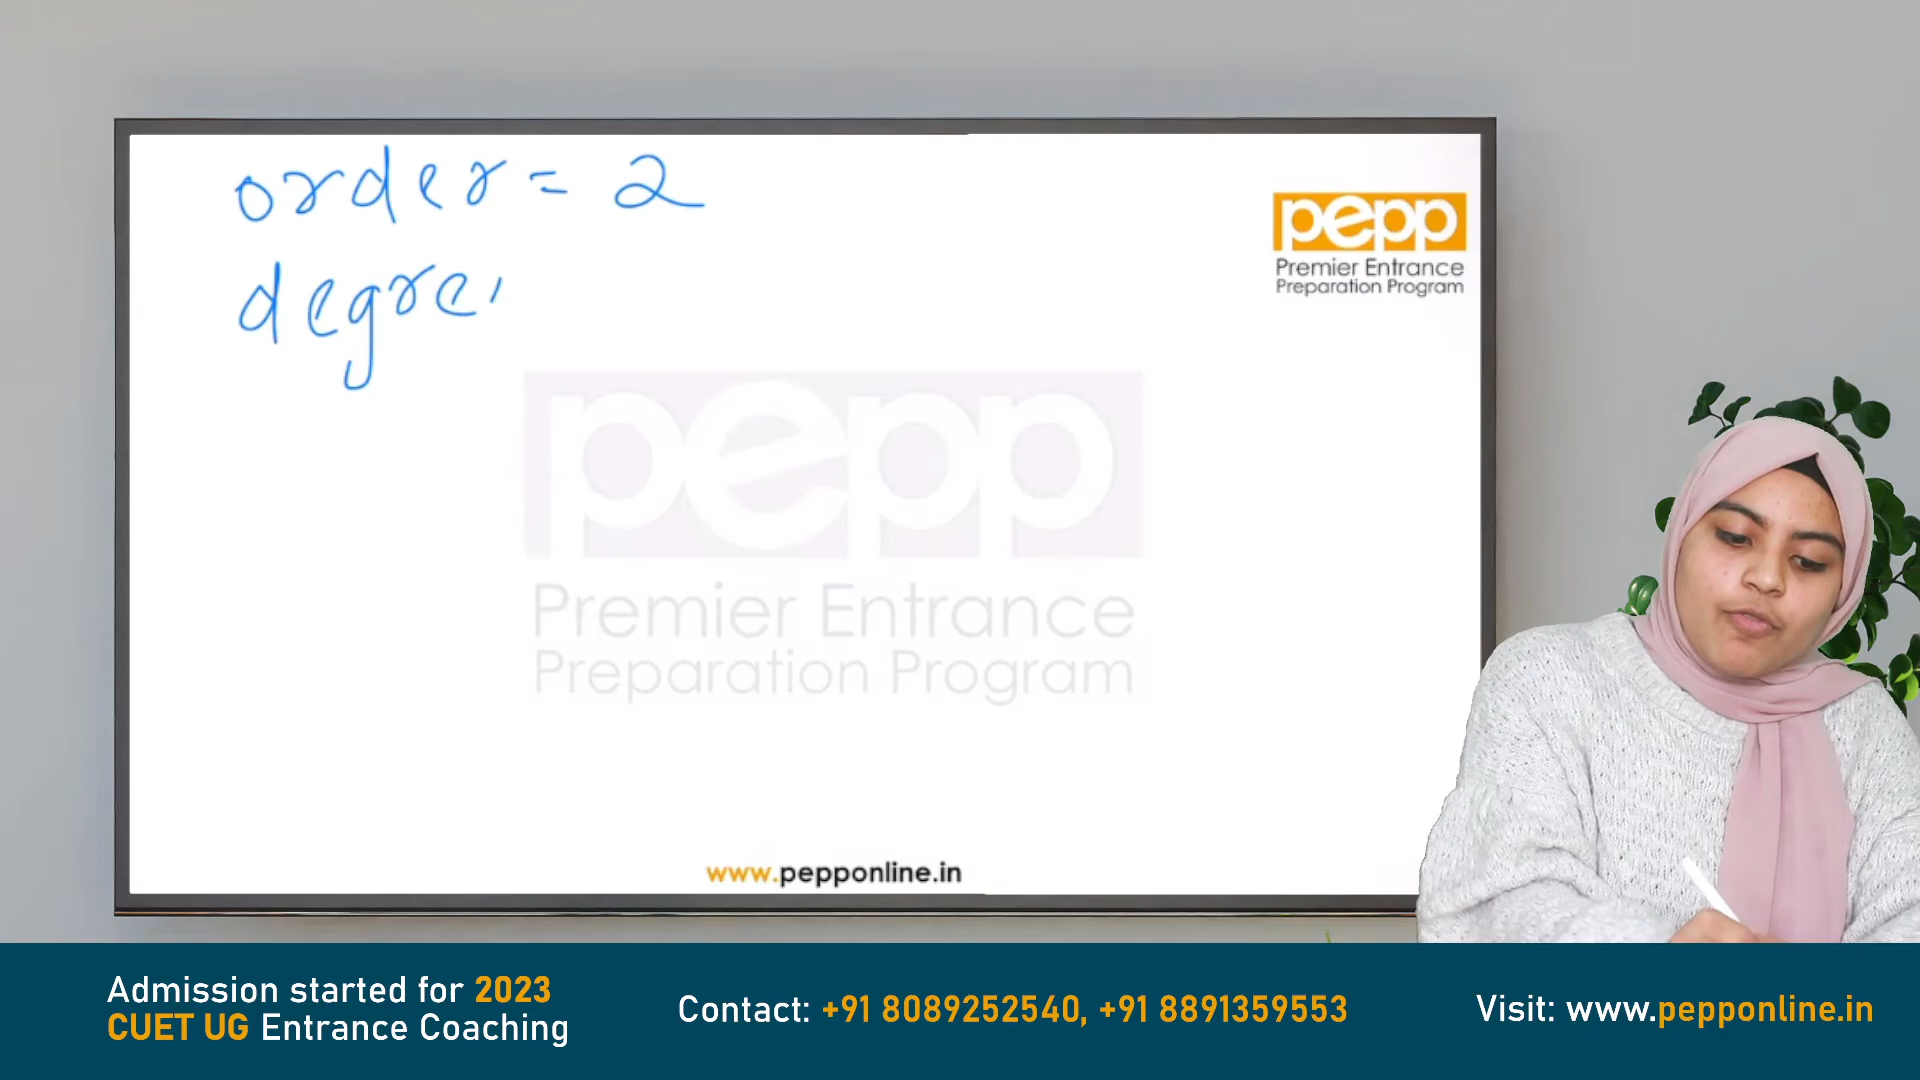 order = 2
degre
pepp
Premier Entrance
Preparation Program
pepp
Premier Entrance
Preparation Program
www.pepponline.in
Admission started for 2023
CUET UG Entrance Coaching
Contact: +91 8089252540, +91 8891359553
Visit: www.pepponline.in